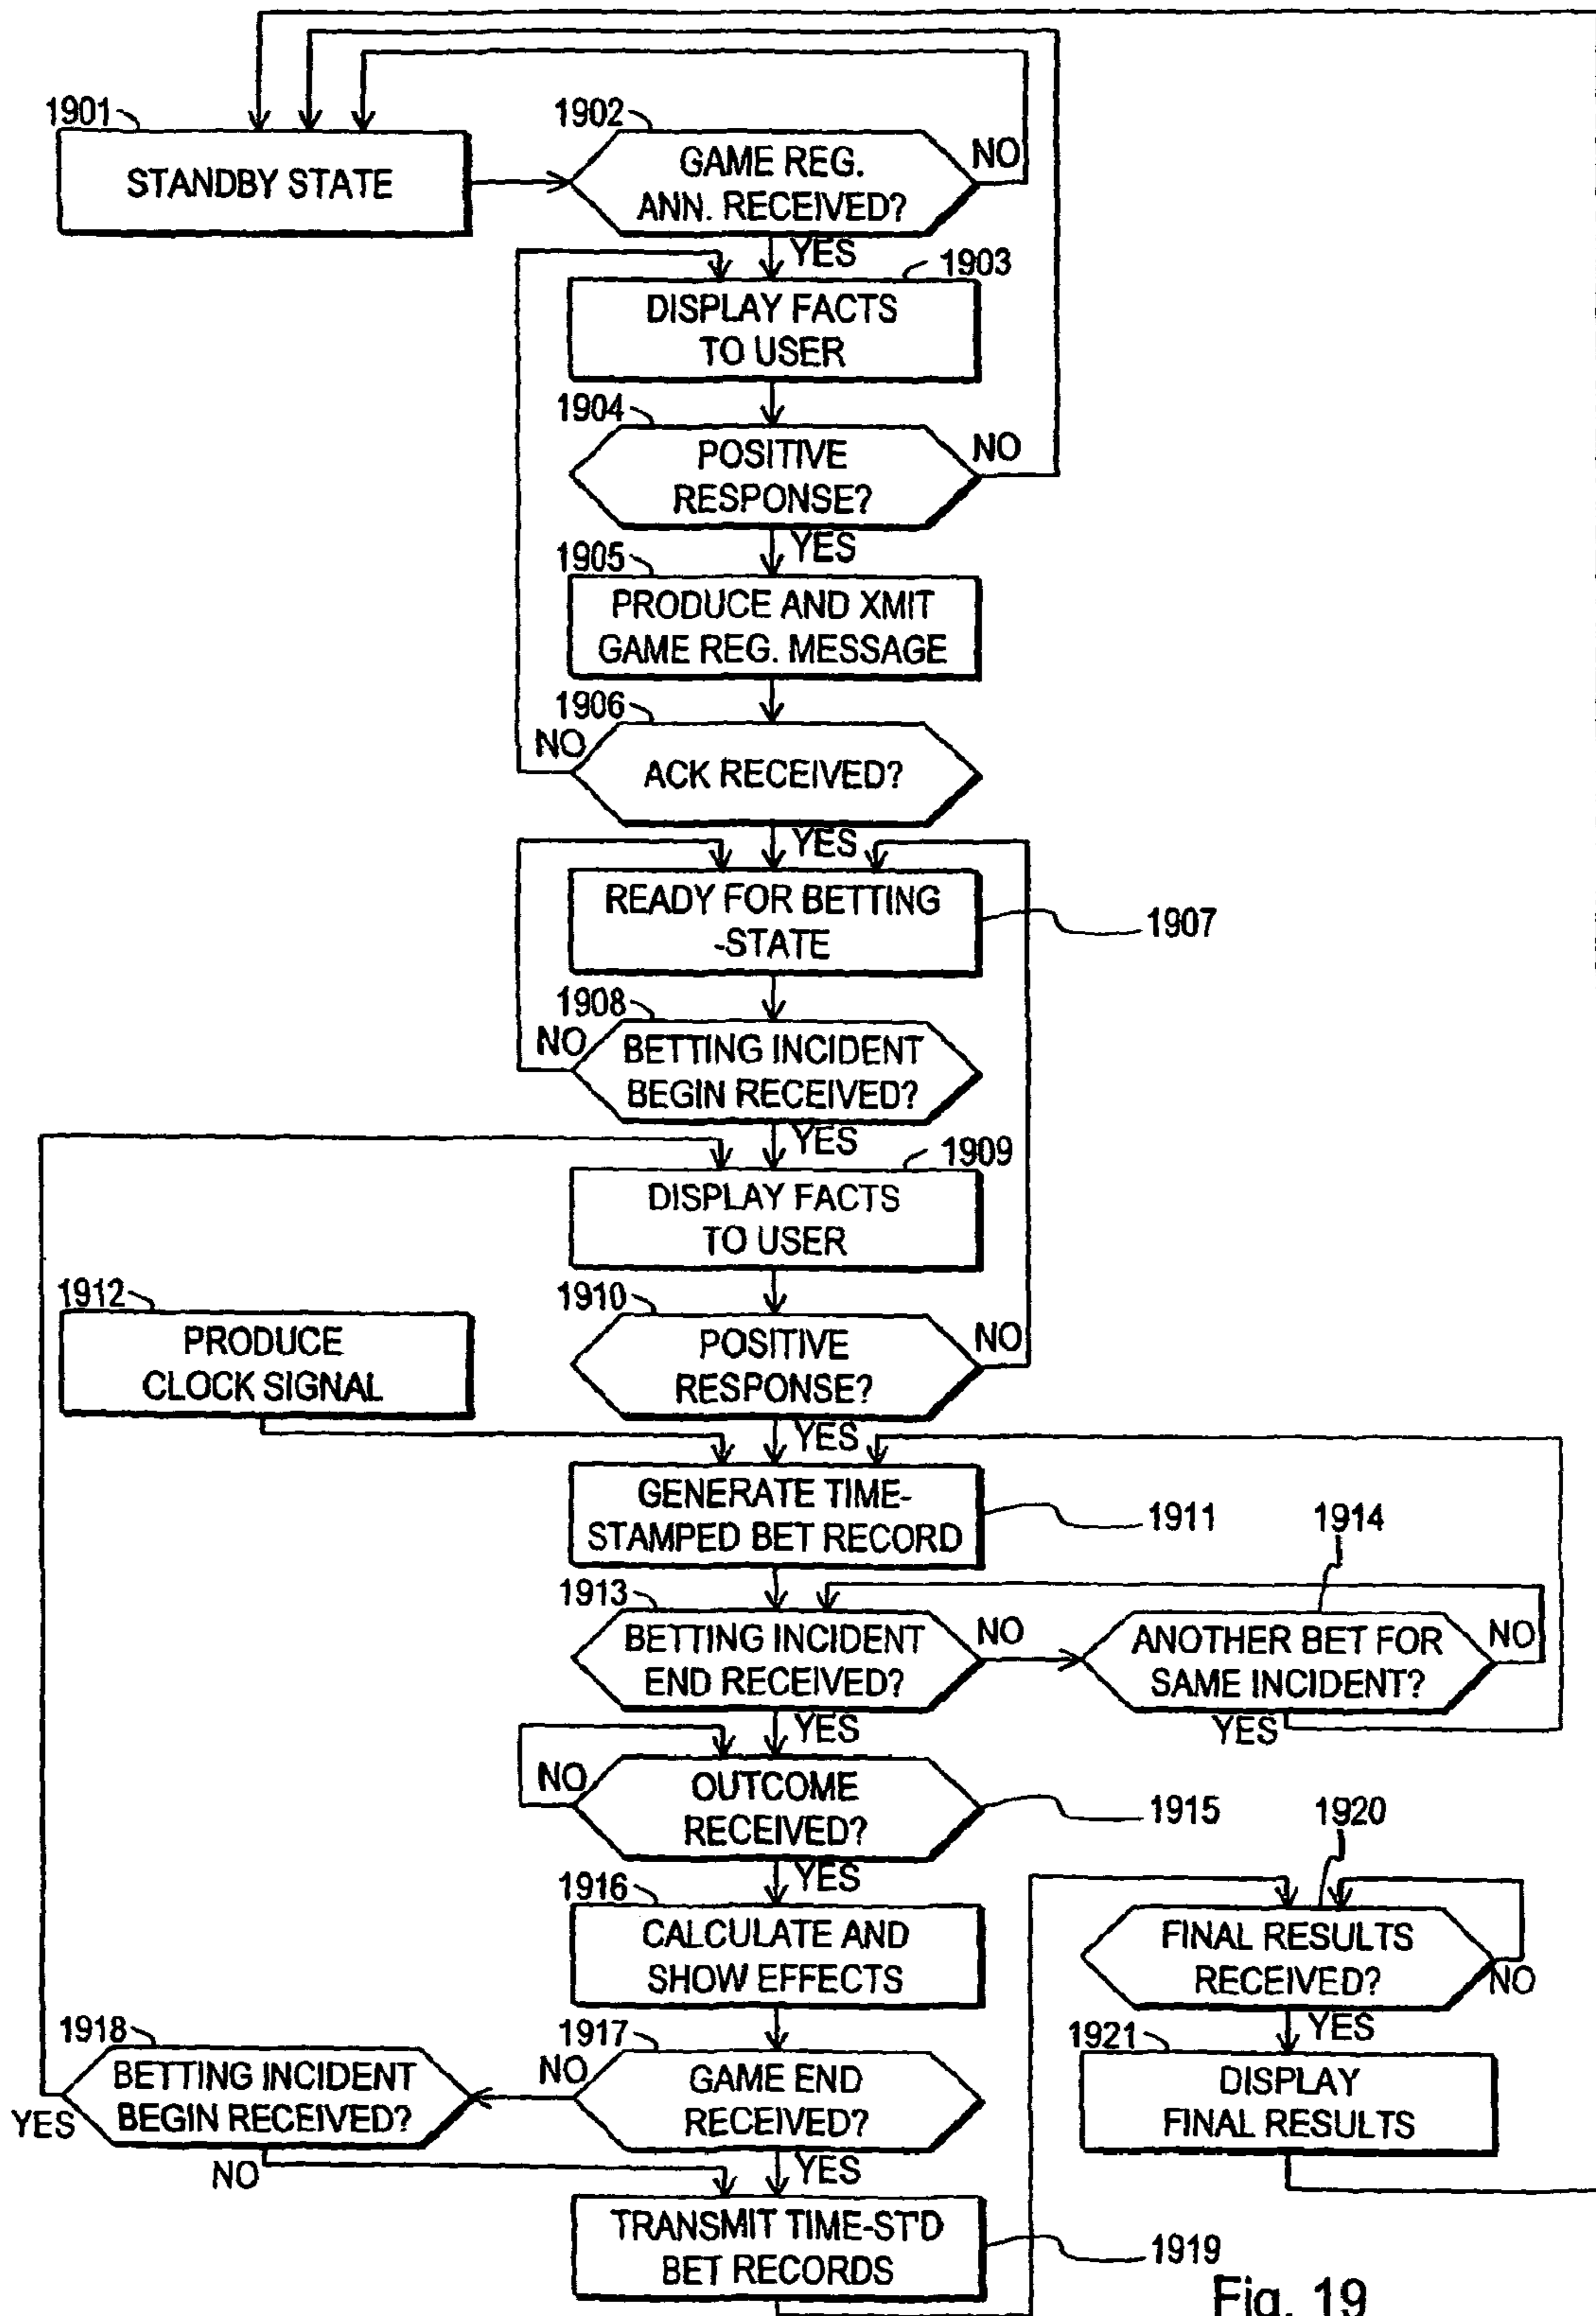 1901
STANDBY STATE
1902
GAME REG.
ANN. RECEIVED?
NO
YES
1903
DISPLAY FACTS
TO USER
1904
POSITIVE
RESPONSE?
NO
YES
1905
PRODUCE AND XMIT
GAME REG. MESSAGE
1906
NO
ACK RECEIVED?
YES
READY FOR BETTING
-STATE
1907
1908
NO
BETTING INCIDENT
BEGIN RECEIVED?
YES
1909
DISPLAY FACTS
TO USER
1912
PRODUCE
CLOCK SIGNAL
1910
POSITIVE
RESPONSE?
NO
YES
GENERATE TIME-
STAMPED BET RECORD
1911
1914
1913
BETTING INCIDENT
END RECEIVED?
NO
ANOTHER BET FOR
SAME INCIDENT?
NO
YES
YES
NO
OUTCOME
RECEIVED?
1915
1920
YES
1916
CALCULATE AND
SHOW EFFECTS
FINAL RESULTS
RECEIVED?
NO
YES
1918
BETTING INCIDENT
BEGIN RECEIVED?
YES
NO
1917
NO
GAME END
RECEIVED?
YES
1921
DISPLAY
FINAL RESULTS
TRANSMIT TIME-ST'D
BET RECORDS
1919
Fig. 19